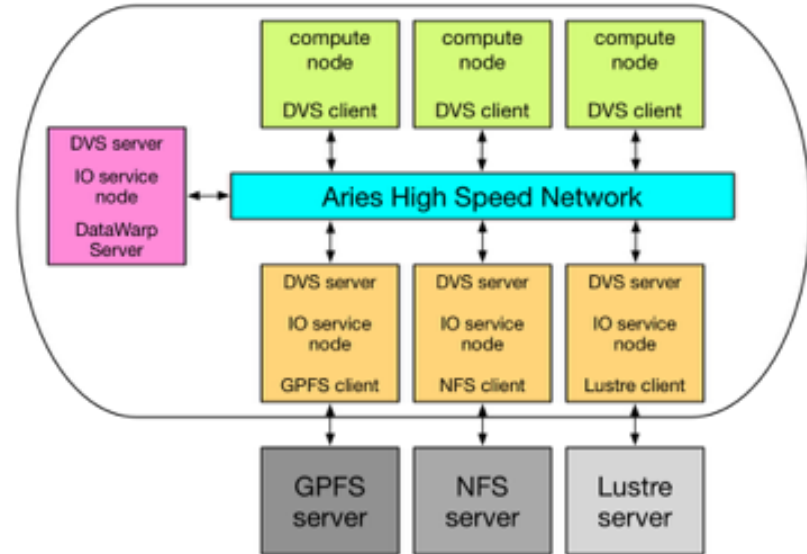 compute
node
DVS client
compute
node
DVS client
compute
node
DVS client
DVS server
IO service
node
DataWarp
Server
Aries High Speed Network
DVS server
IO service
node
GPFS client
DVS server
IO service
node
NFS client
DVS server
IO service
node
Lustre client
GPFS
server
NFS
server
Lustre
server